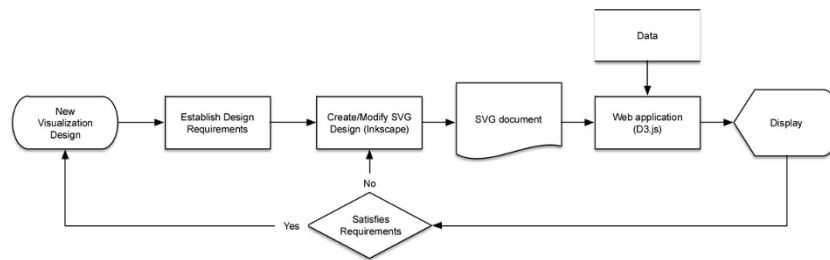 Data
New
Visualization
Design
Establish Design
Requirements
Create/Modify SVG
Design (Inkscape)
SVG document
Web application
(D3.js)
Display
No
Yes
Satisfies
Requirements